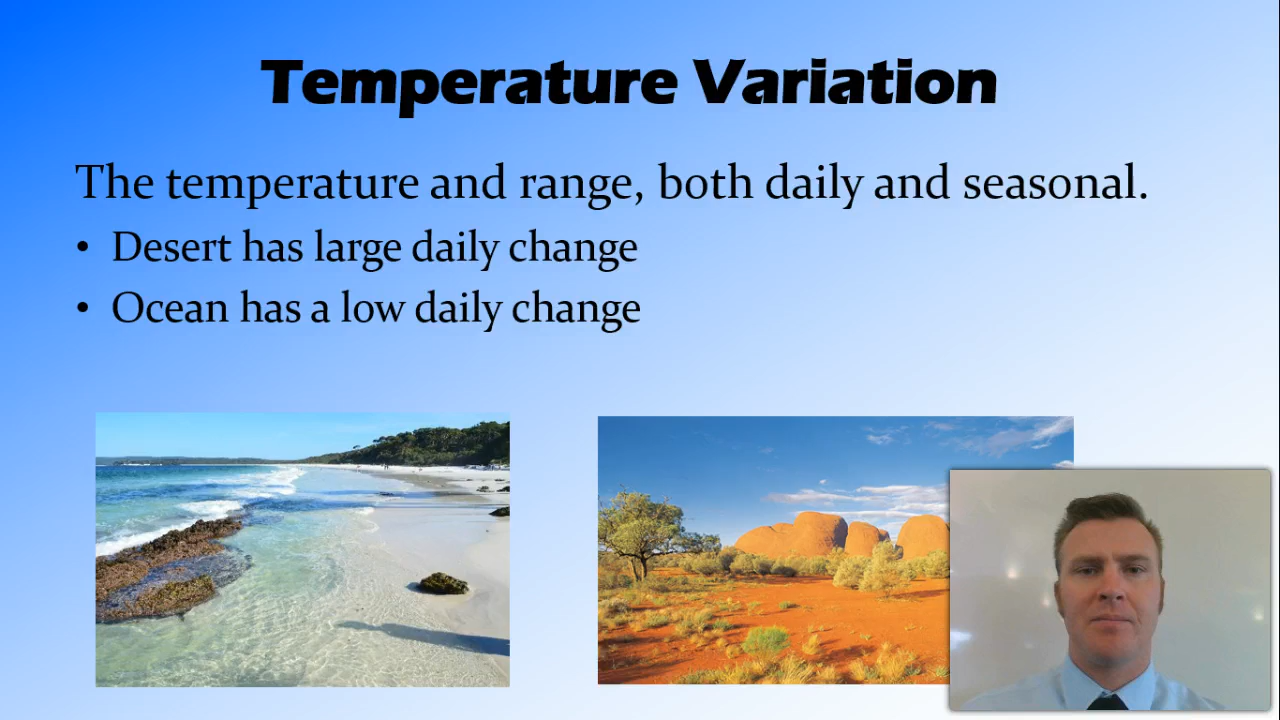 Temperature Variation
The temperature and range, both daily and seasonal.
• Desert has large daily change
• Ocean has a low daily change